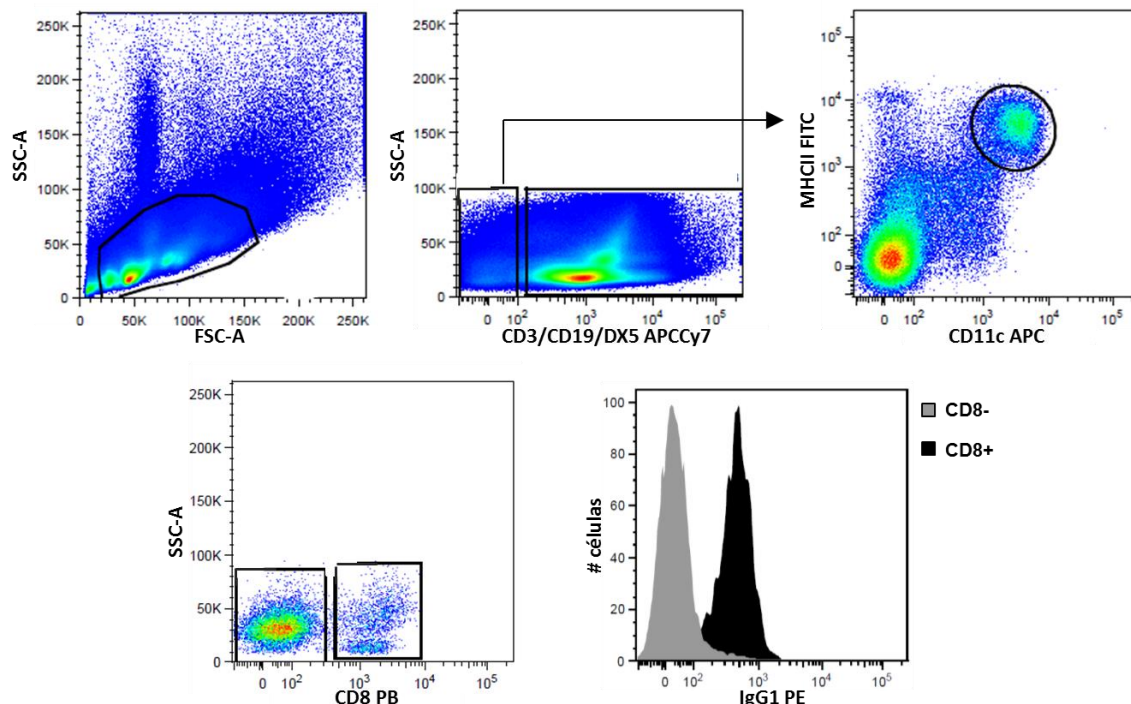 250K
200K
150K
100K
50K
0
SSC-A
0 50K 100K 150K 200K 250K
FSC-A
250K
200K
150K
100K
50K
0
SSC-A
0 10² 10³ 10⁴ 10⁵
CD3/CD19/DX5 APCCy7
10⁵
10⁴
10³
10²
0
MHCII FITC
0 10² 10³ 10⁴ 10⁵
CD11c APC
250K
200K
150K
100K
50K
0
SSC-A
0 10² 10³ 10⁴ 10⁵
CD8 PB
100
80
60
40
20
0
# células
0 10² 10³ 10⁴ 10⁵
IgG1 PE
CD8-
CD8+